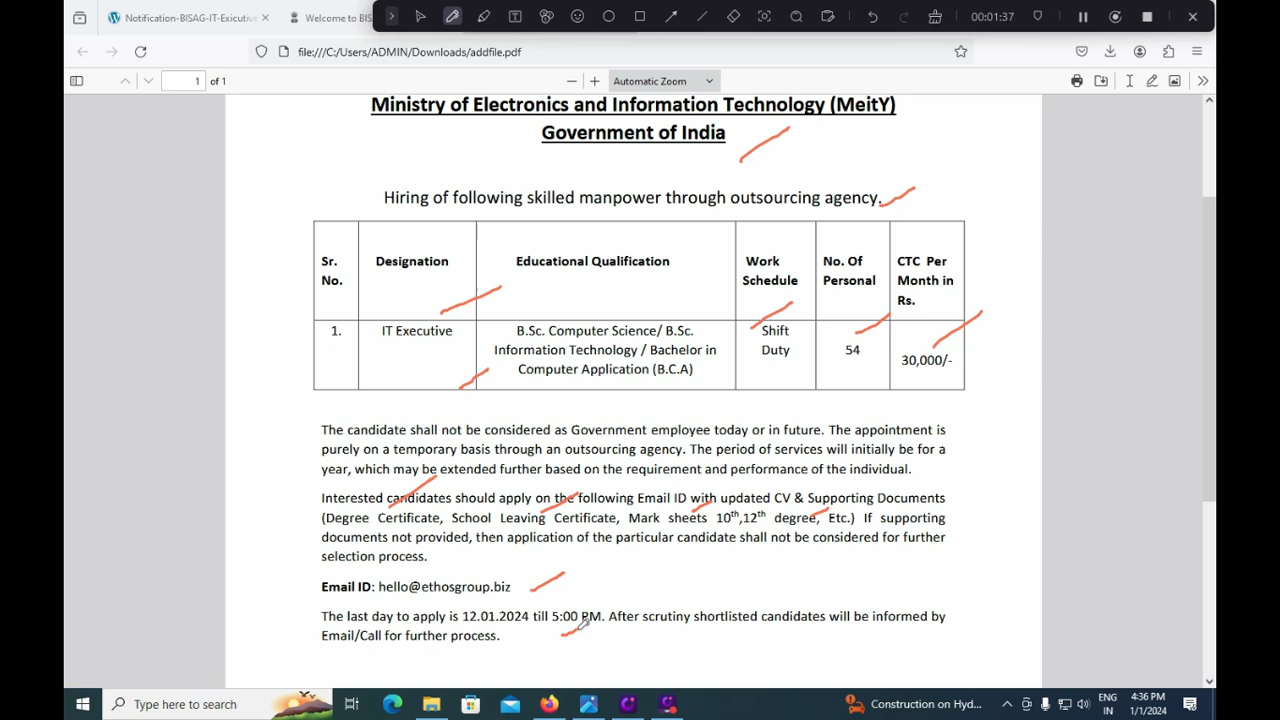 Notification-BISAG-IT-Exicutive
Welcome to BIS
00:01:37
file:///C:/Users/ADMIN/Downloads/addfile.pdf
1 of 1
Automatic Zoom
Ministry of Electronics and Information Technology (MeitY)
Government of India
Hiring of following skilled manpower through outsourcing agency.
Sr. No. Designation Educational Qualification Work Schedule No. Of Personal CTC Per Month in Rs.
1. IT Executive B.Sc. Computer Science/ B.Sc. Information Technology / Bachelor in Computer Application (B.C.A) Shift Duty 54 30,000/-
The candidate shall not be considered as Government employee today or in future. The appointment is
purely on a temporary basis through an outsourcing agency. The period of services will initially be for a
year, which may be extended further based on the requirement and performance of the individual.
Interested candidates should apply on the following Email ID with updated CV & Supporting Documents
(Degree Certificate, School Leaving Certificate, Mark sheets 10th,12th degree, Etc.) If supporting
documents not provided, then application of the particular candidate shall not be considered for further
selection process.
Email ID: hello@ethosgroup.biz
The last day to apply is 12.01.2024 till 5:00 PM. After scrutiny shortlisted candidates will be informed by
Email/Call for further process.
Type here to search
Construction on Hyd...
ENG
IN
4:36 PM
1/1/2024